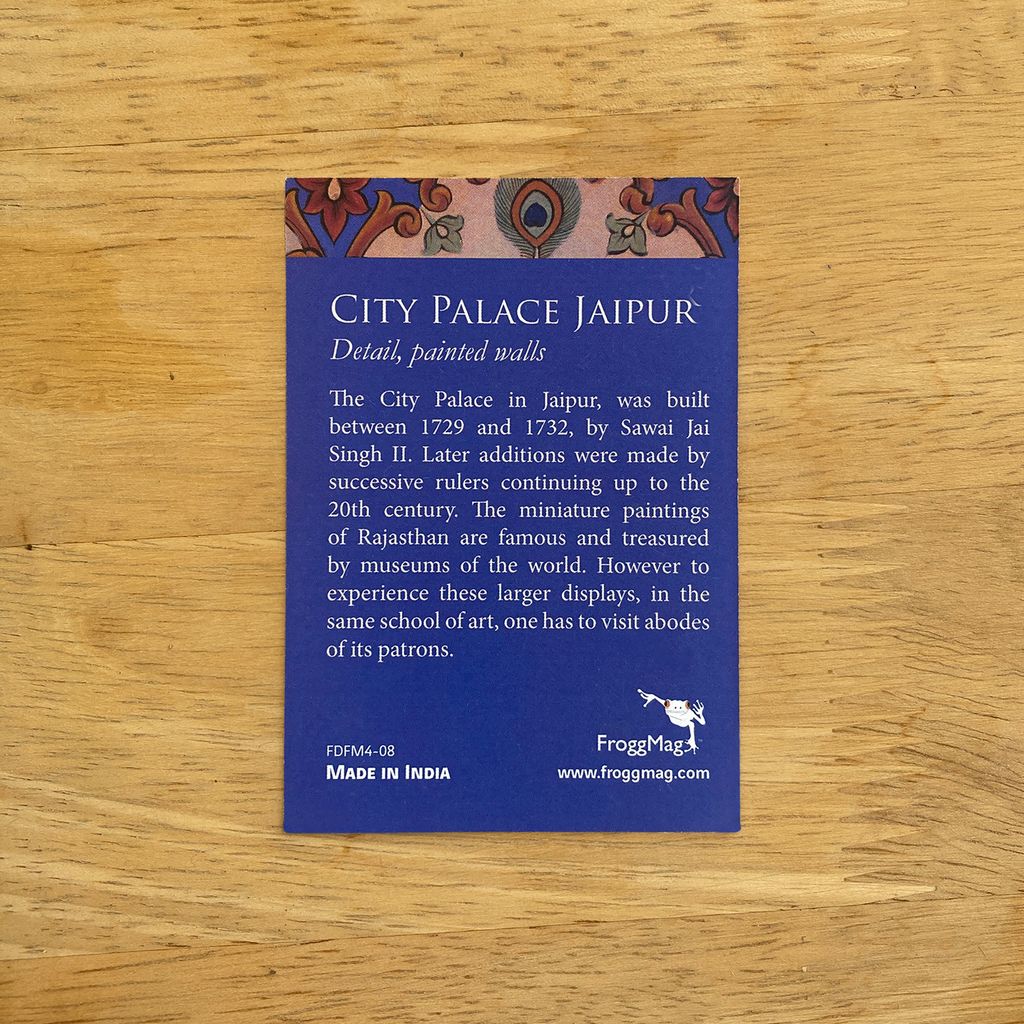 City Palace Jaipur
Detail, painted walls
The City Palace in Jaipur, was built
between 1729 and 1732, by Sawai Jai
Singh II. Later additions were made by
successive rulers continuing up to the
20th century. The miniature paintings
of Rajasthan are famous and treasured
by museums of the world. However to
experience these larger displays, in the
same school of art, one has to visit abodes
of its patrons.
FDFM4-08
Made in India
FroggMag™
www.froggmag.com